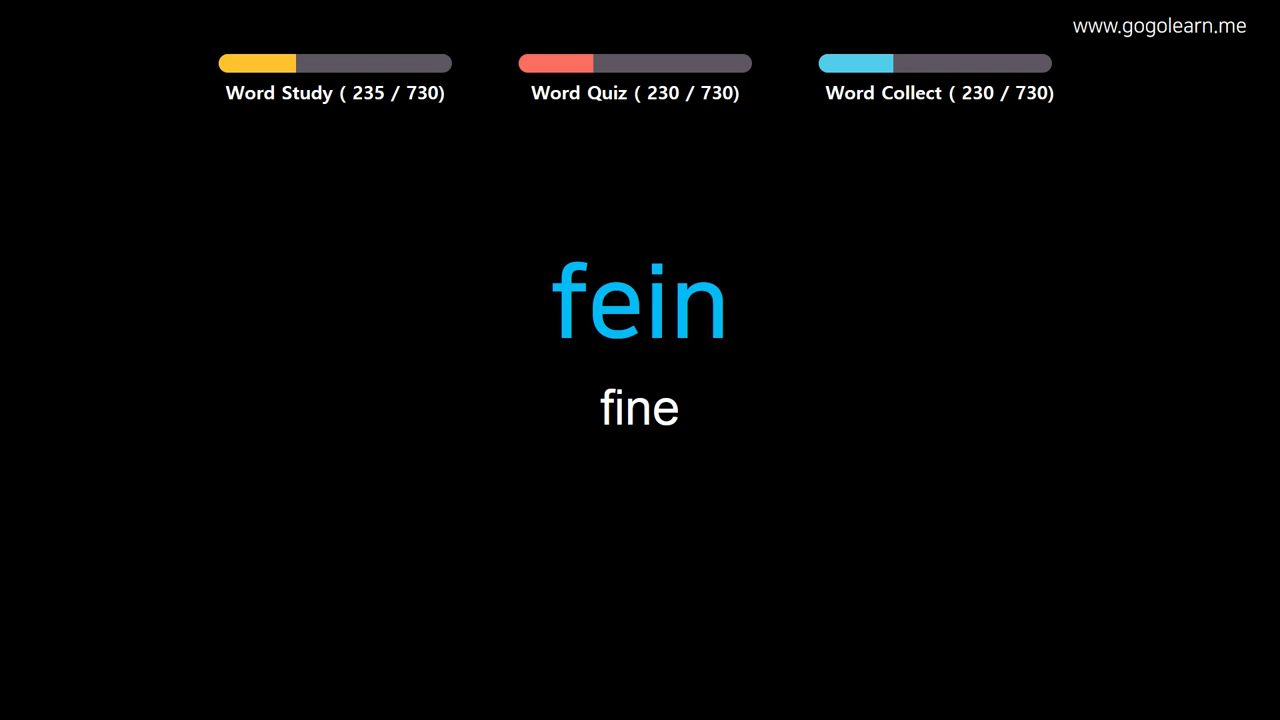 www.gogolearn.me
Word Study ( 235 / 730)
Word Quiz ( 230 / 730)
Word Collect ( 230 / 730)
fein
fine